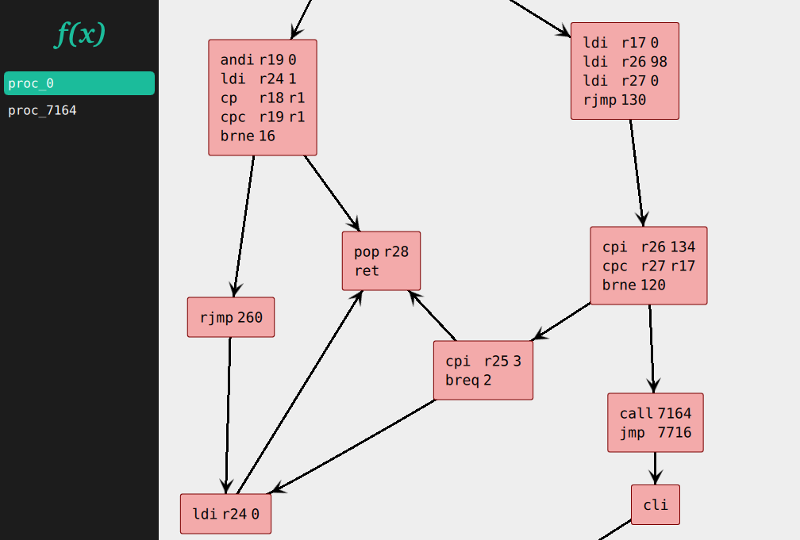 f(x)
proc_0
proc_7164
andi r19 0
ldi r24 1
cp r18 r1
cpc r19 r1
brne 16
ldi r17 0
ldi r26 98
ldi r27 0
rjmp 130
pop r28
ret
cpi r26 134
cpc r27 r17
brne 120
rjmp 260
cpi r25 3
breq 2
call 7164
jmp 7716
ldi r24 0
cli